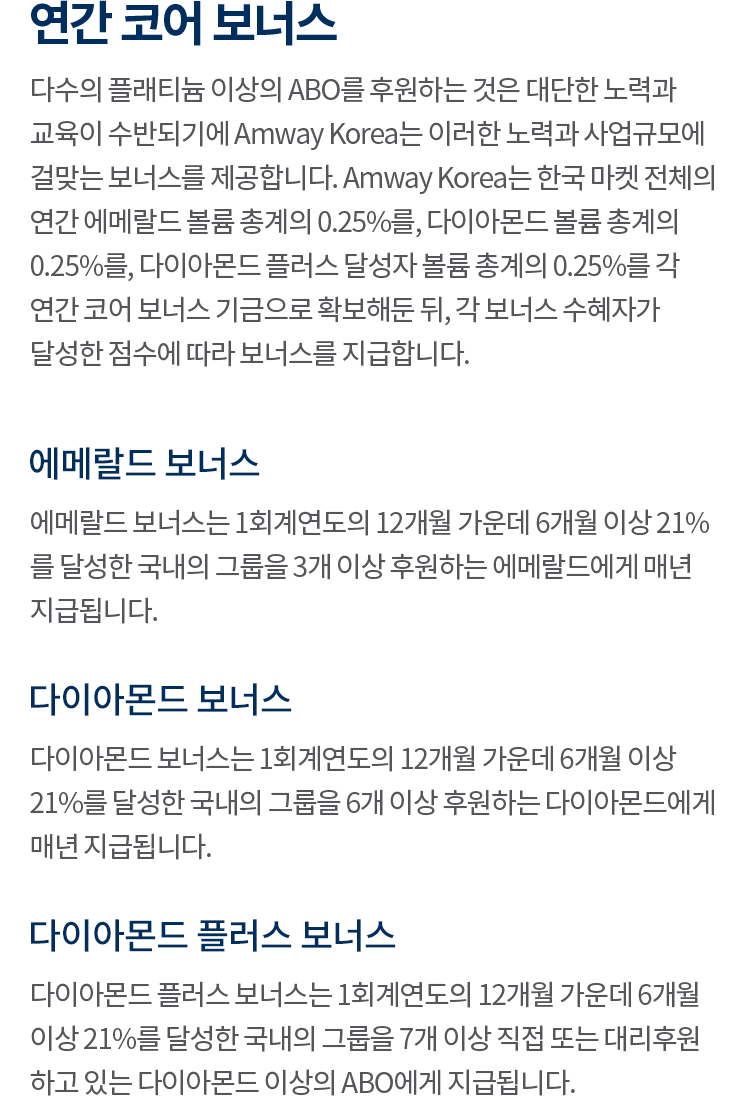 연간 코어 보너스
다수의 플래티늄 이상의 ABO를 후원하는 것은 대단한 노력과
교육이 수반되기에 Amway Korea는 이러한 노력과 사업규모에
걸맞는 보너스를 제공합니다. Amway Korea는 한국 마켓 전체의
연간 에메랄드 볼륨 총계의 0.25%를, 다이아몬드 볼륨 총계의
0.25%를, 다이아몬드 플러스 달성자 볼륨 총계의 0.25%를 각
연간 코어 보너스 기금으로 확보해둔 뒤, 각 보너스 수혜자가
달성한 점수에 따라 보너스를 지급합니다.
에메랄드 보너스
에메랄드 보너스는 1회계연도의 12개월 가운데 6개월 이상 21%
를 달성한 국내의 그룹을 3개 이상 후원하는 에메랄드에게 매년
지급됩니다.
다이아몬드 보너스
다이아몬드 보너스는 1회계연도의 12개월 가운데 6개월 이상
21%를 달성한 국내의 그룹을 6개 이상 후원하는 다이아몬드에게
매년 지급됩니다.
다이아몬드 플러스 보너스
다이아몬드 플러스 보너스는 1회계연도의 12개월 가운데 6개월
이상 21%를 달성한 국내의 그룹을 7개 이상 직접 또는 대리후원
하고 있는 다이아몬드 이상의 ABO에게 지급됩니다.